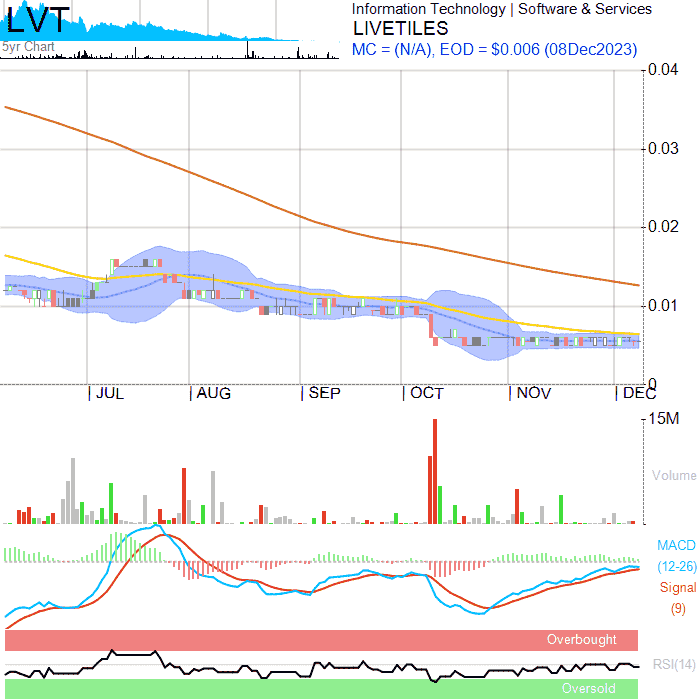 LVT
5yr Chart
Information Technology | Software & Services
LIVETILES
MC = (N/A), EOD = $0.006 (08Dec2023)
0.04
0.03
0.02
0.01
0
JUL AUG SEP OCT NOV DEC
15M
Volume
MACD
(12-26)
Signal
(9)
Overbought
RSI(14)
Oversold